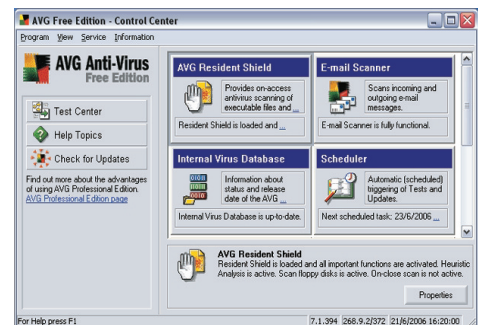 AVG Free Edition - Control Center
Program View Service Information
AVG Anti-Virus
Free Edition
Test Center
Help Topics
Check for Updates
Find out more about the advantages
of using AVG Professional Edition.
AVG Professional Edition page
AVG Resident Shield
Provides on-access
antivirus scanning of
executable files and ...
Resident Shield is loaded and ...
E-mail Scanner
Scans incoming and
outgoing e-mail
messages.
E-mail Scanner is fully functional.
Internal Virus Database
Information about
status and release
date of the AVG ...
Internal Virus Database is up-to-date.
Scheduler
Automatic (scheduled)
triggering of Tests and
Updates.
Next scheduled task: 23/6/2006 ...
AVG Resident Shield
Resident Shield is loaded and all important functions are activated. Heuristic
Analysis is active. Scan floppy disks is active. On-close scan is not active.
Properties
For Help press F1
7.1.394 268.9.2/372 21/6/2006 16:20:00